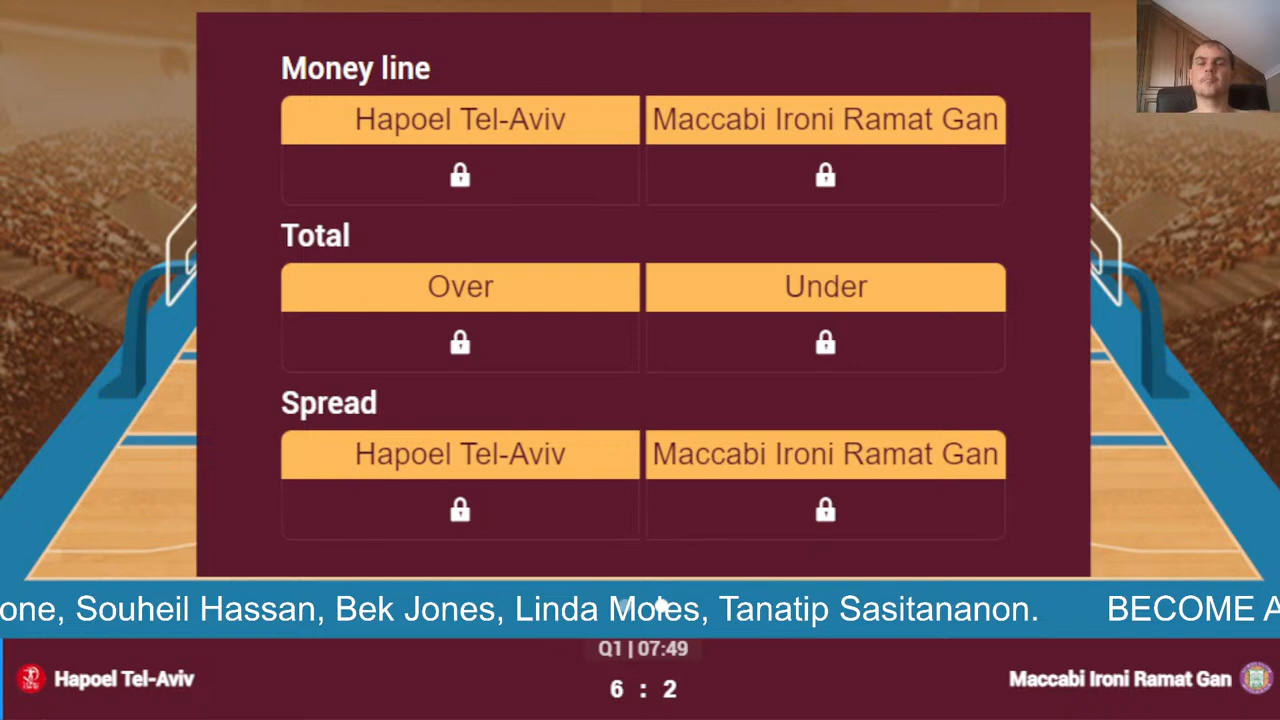 Money line
Hapoel Tel-Aviv
Maccabi Ironi Ramat Gan
Total
Over
Under
Spread
Hapoel Tel-Aviv
Maccabi Ironi Ramat Gan
one, Souheil Hassan, Bek Jones, Linda Moles, Tanatip Sasitananon. BECOME A
Q1 | 07:49
Hapoel Tel-Aviv
6 : 2
Maccabi Ironi Ramat Gan